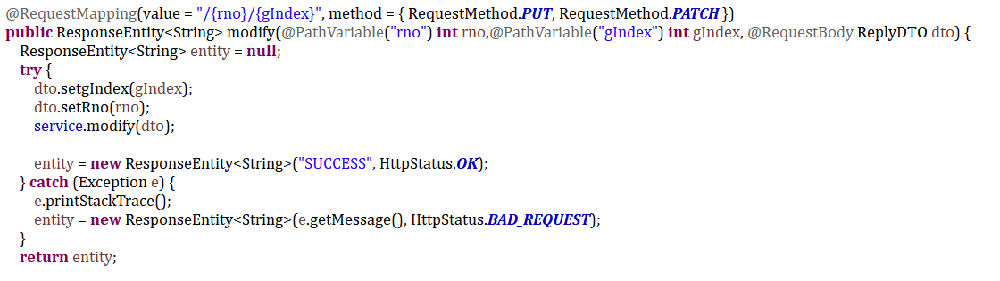 @RequestMapping(value = "/{rno}/{gIndex}", method = { RequestMethod.PUT, RequestMethod.PATCH })
public ResponseEntity<String> modify(@PathVariable("rno") int rno,@PathVariable("gIndex") int gIndex, @RequestBody ReplyDTO dto) {
    ResponseEntity<String> entity = null;
    try {
        dto.setgIndex(gIndex);
        dto.setRno(rno);
        service.modify(dto);

        entity = new ResponseEntity<String>("SUCCESS", HttpStatus.OK);
    } catch (Exception e) {
        e.printStackTrace();
        entity = new ResponseEntity<String>(e.getMessage(), HttpStatus.BAD_REQUEST);
    }
    return entity;